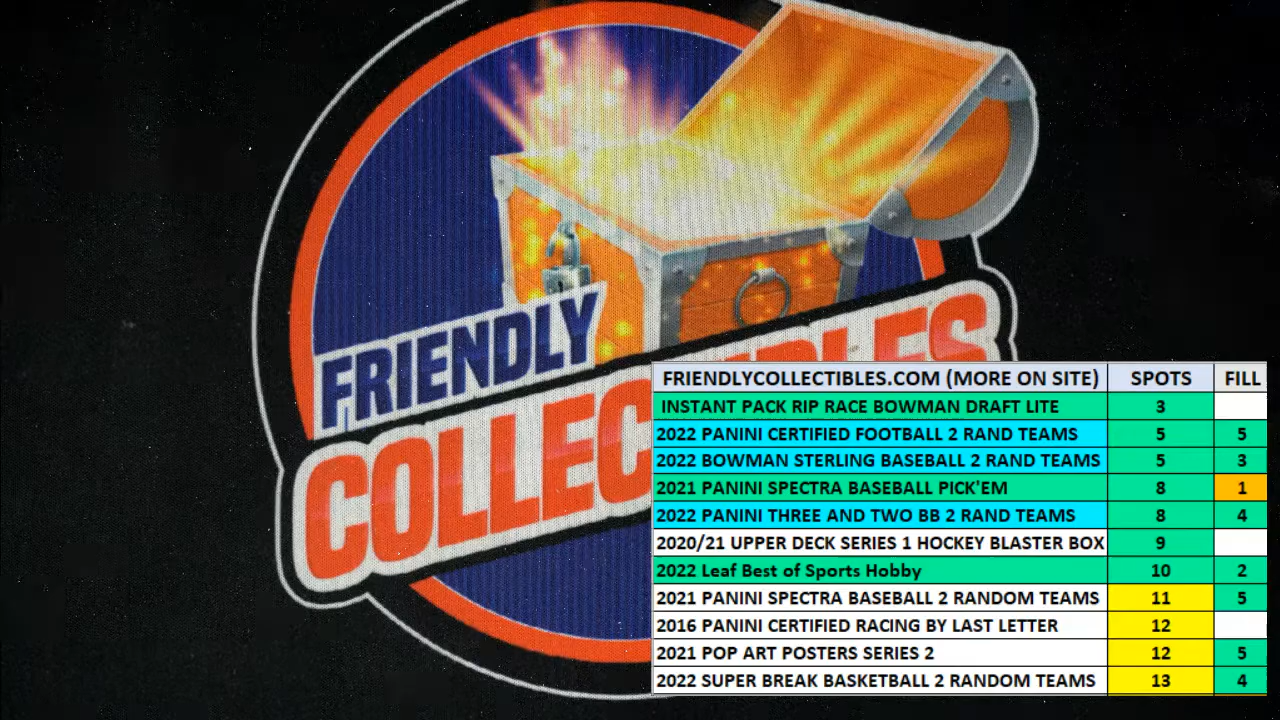 FRIENDLY
COLLEC
FRIENDLYCOLLECTIBLES.COM (MORE ON SITE) SPOTS FILL
INSTANT PACK RIP RACE BOWMAN DRAFT LITE 3
2022 PANINI CERTIFIED FOOTBALL 2 RAND TEAMS 5 5
2022 BOWMAN STERLING BASEBALL 2 RAND TEAMS 5 3
2021 PANINI SPECTRA BASEBALL PICK'EM 8 1
2022 PANINI THREE AND TWO BB 2 RAND TEAMS 8 4
2020/21 UPPER DECK SERIES 1 HOCKEY BLASTER BOX 9
2022 Leaf Best of Sports Hobby 10 2
2021 PANINI SPECTRA BASEBALL 2 RANDOM TEAMS 11 5
2016 PANINI CERTIFIED RACING BY LAST LETTER 12
2021 POP ART POSTERS SERIES 2 12 5
2022 SUPER BREAK BASKETBALL 2 RANDOM TEAMS 13 4